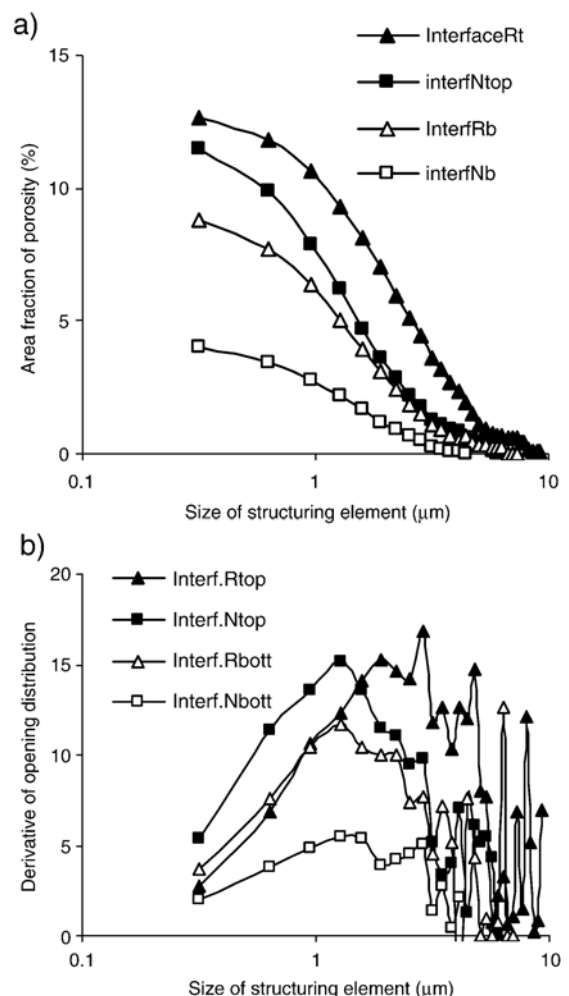 a)
InterfaceRt
interfNtop
InterfRb
interfNb
15
10
5
0
Area fraction of porosity (%)
0.1 1 10
Size of structuring element (μm)
b)
Interf.Rtop
Interf.Ntop
Interf.Rbott
Interf.Nbott
20
15
10
5
0
Derivative of opening distribution
0.1 1 10
Size of structuring element (μm)